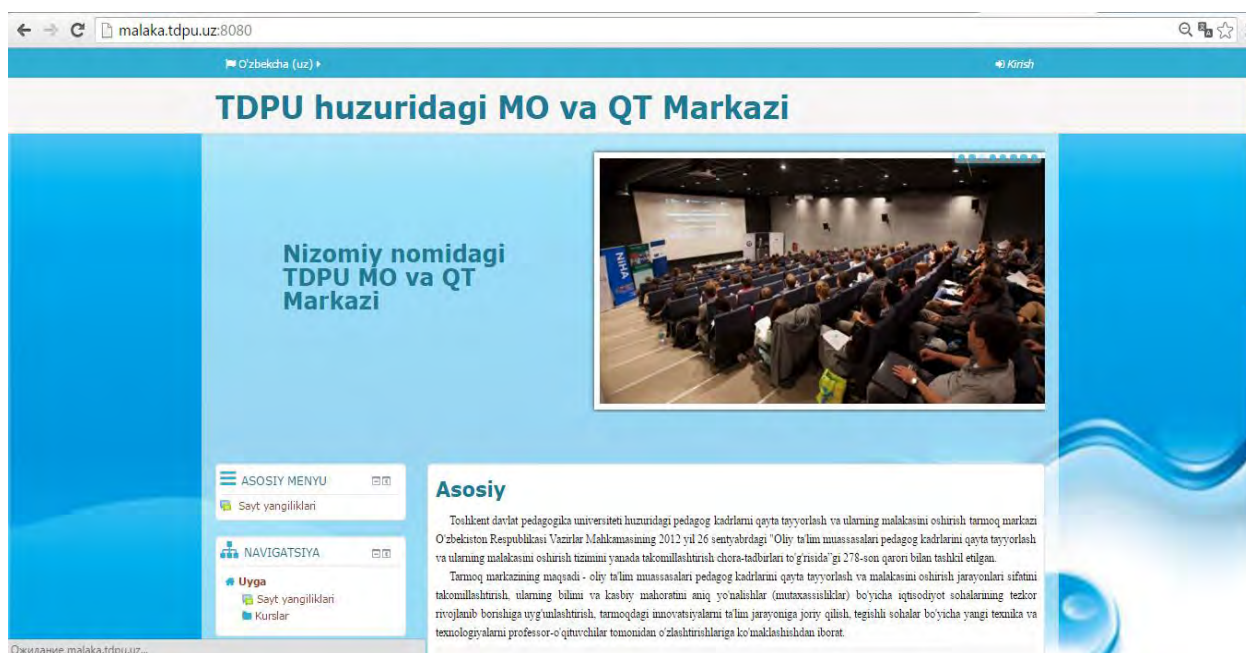 malaka.tdpu.uz:8080
O'zbekcha (uz)
Kirish
TDPU huzuridagi MO va QT Markazi
Nizomiy nomidagi
TDPU MO va QT
Markazi
NIHA
ASOSIY MENYU
Sayt yangiliklari
NAVIGATSIYA
Uyga
Sayt yangiliklari
Kurslar
Asosiy
Toshkent davlat pedagogika universiteti huzuridagi pedagog kadrlarni qayta tayyorlash va ularning malakasini oshirish tarmoq markazi
O'zbekiston Respublikasi Vazirlar Mahkamasining 2012 yil 26 sentyabrdagi "Oliy ta'lim muassasalari pedagog kadrlarini qayta tayyorlash
va ularning malakasini oshirish tizimini yanada takomillashtirish chora-tadbirlari to'g'risida"gi 278-son qarori bilan tashkil etilgan.
Tarmoq markazining maqsadi - oliy ta'lim muassasalari pedagog kadrlarini qayta tayyorlash va malakasini oshirish jarayonlari sifatini
takomillashtirish, ularning bilimi va kasbiy mahoratini aniq yo'nalishlar (mutaxassisliklar) bo'yicha iqtisodiyot sohalarining tezkor
rivojlanib borishiga uyg'unlashtirish, tarmoqdagi innovatsiyalarni ta'lim jarayoniga joriy qilish, tegishli sohalar bo'yicha yangi texnika va
texnologiyalarni professor-o'qituvchilar tomonidan o'zlashtirishlariga ko'maklashishdan iborat.
Ожидание malaka.tdpu.uz...